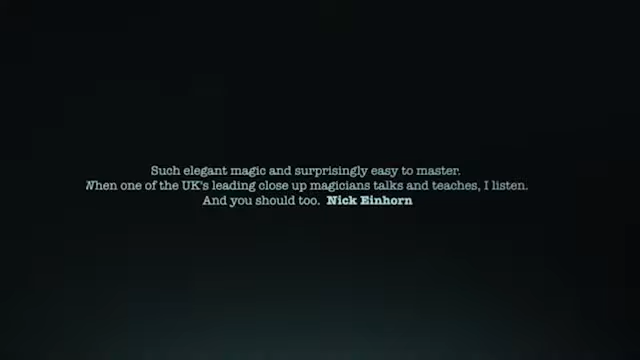 Such elegant magic and surprisingly easy to master.
When one of the UK's leading close up magicians talks and teaches, I listen.
And you should too. Nick Einhorn